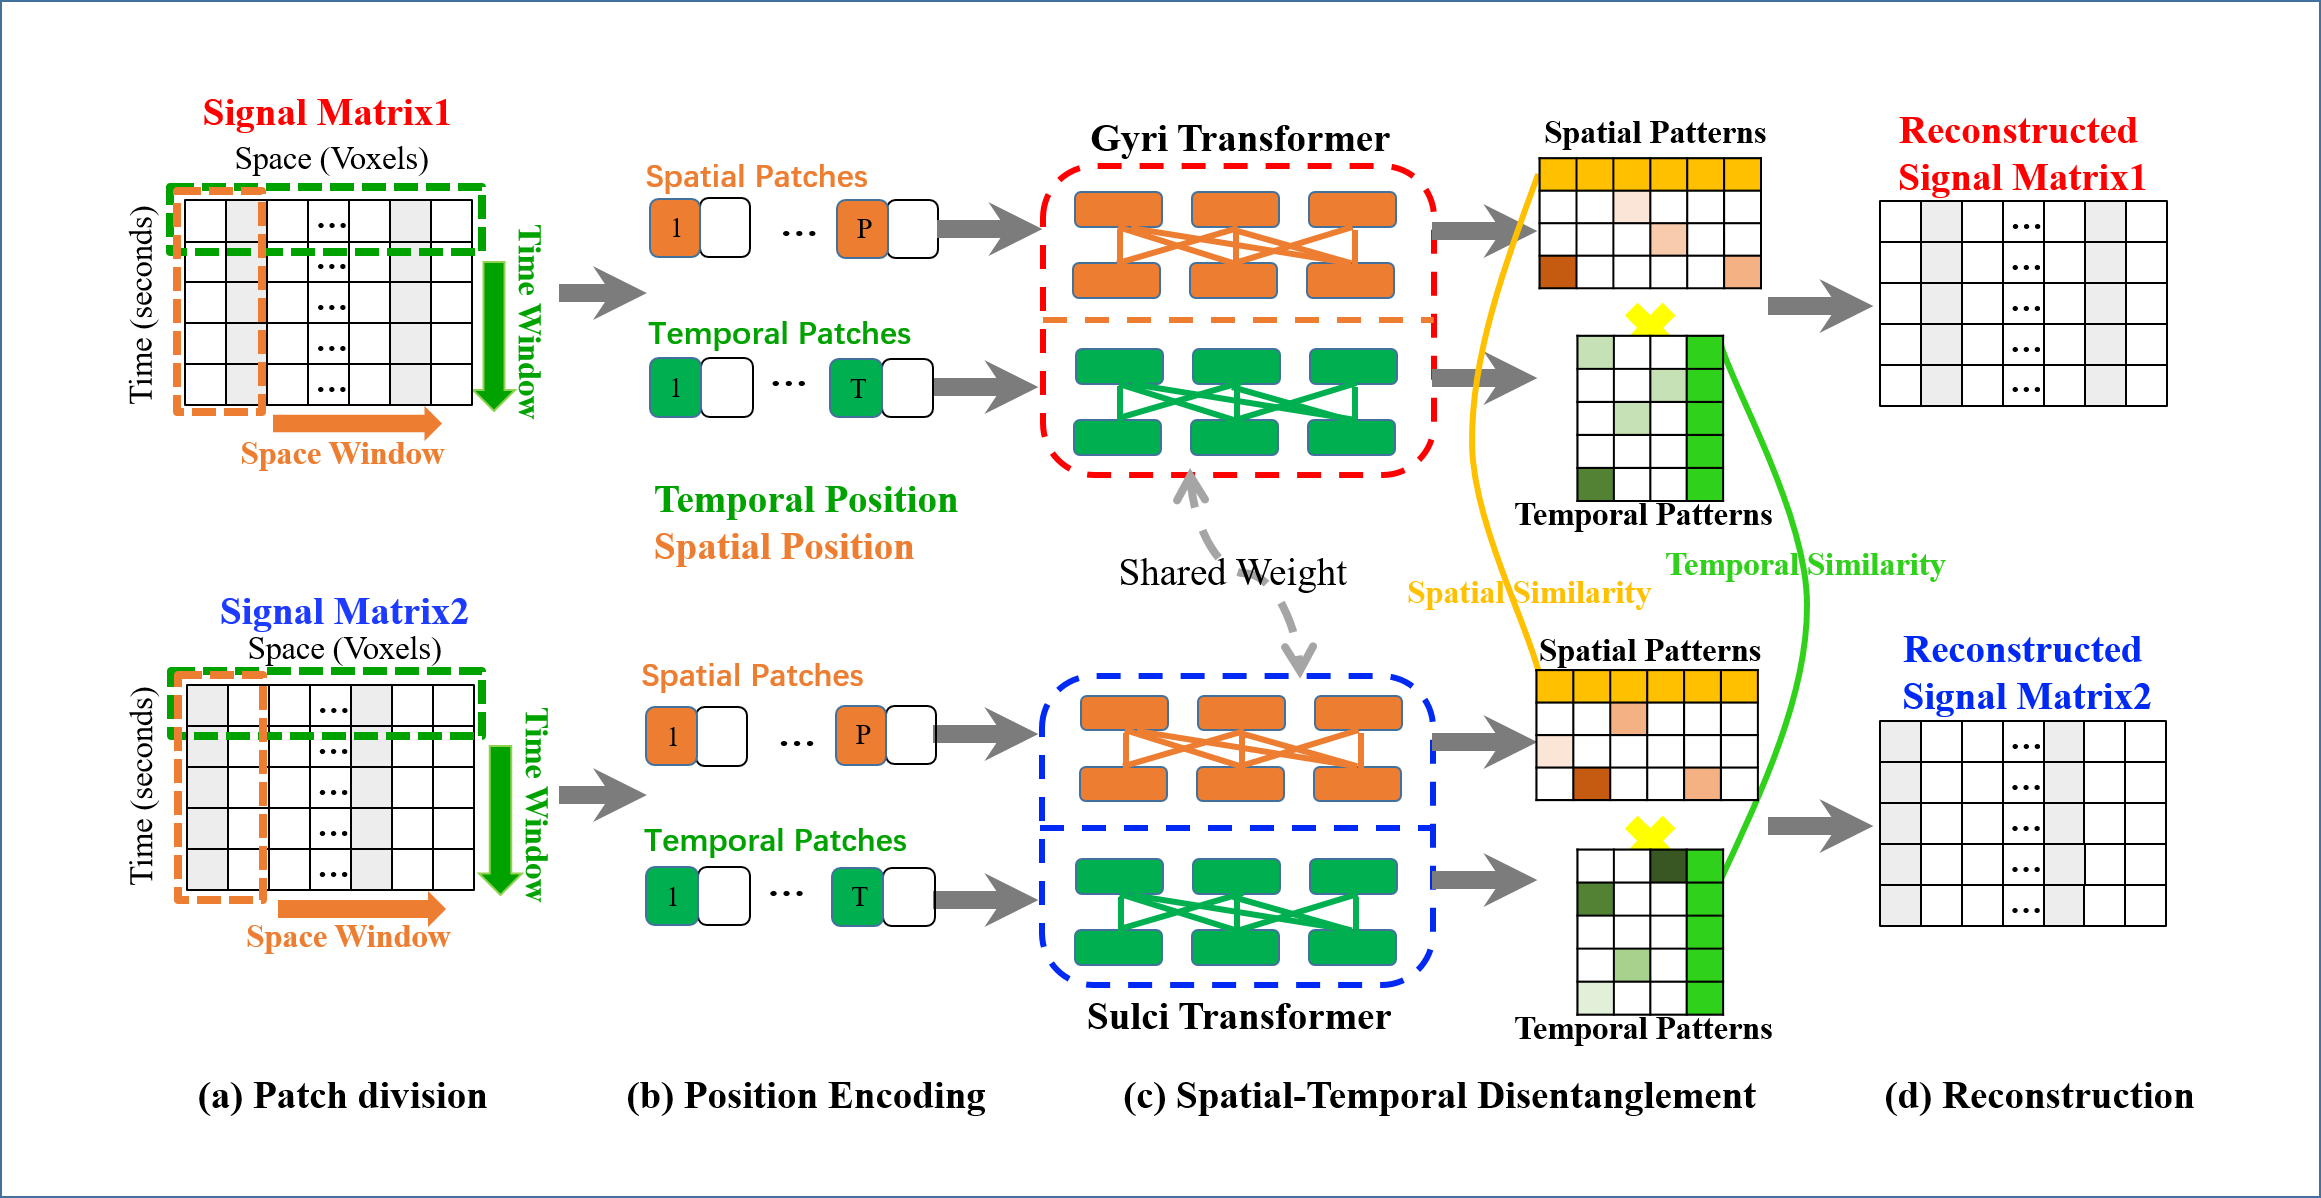 Signal Matrix1
Space (Voxels)
Time (seconds)
...
...
...
...
...
Time Window
Space Window
Spatial Patches
1
...
P
Temporal Patches
1
...
T
Temporal Position
Spatial Position
Gyri Transformer
Shared Weight
Spatial Patterns
Temporal Patterns
Spatial Similarity
Temporal Similarity
Reconstructed
Signal Matrix1
...
...
...
...
...
Signal Matrix2
Space (Voxels)
Time (seconds)
...
...
...
...
...
Time Window
Space Window
Spatial Patches
1
...
P
Temporal Patches
1
...
T
Sulci Transformer
Spatial Patterns
Temporal Patterns
Reconstructed
Signal Matrix2
...
...
...
...
...
(a) Patch division
(b) Position Encoding
(c) Spatial-Temporal Disentanglement
(d) Reconstruction